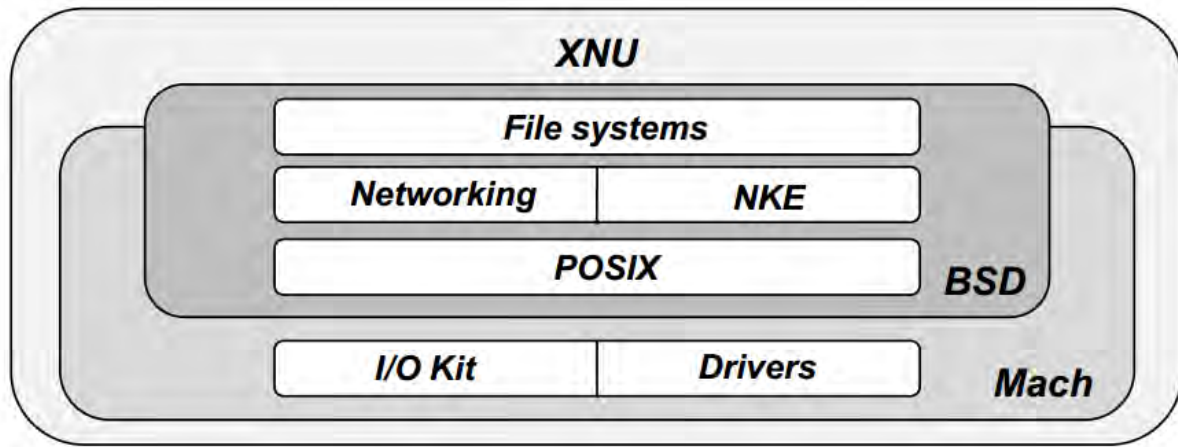 XNU
File systems
Networking
NKE
POSIX
BSD
I/O Kit
Drivers
Mach